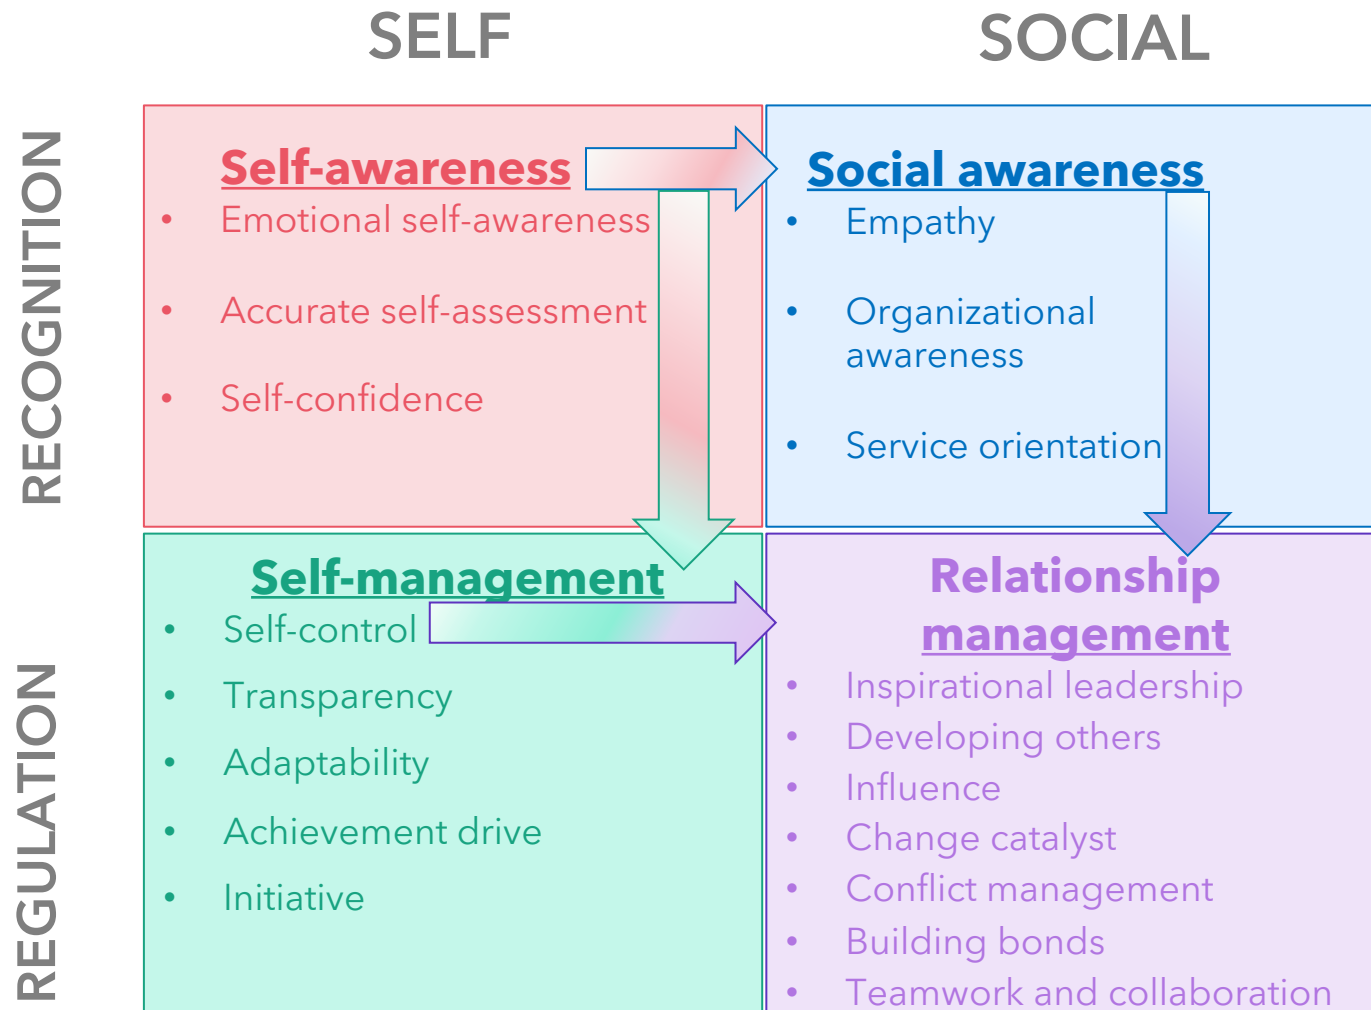 SELF
SOCIAL
RECOGNITION
Self-awareness
• Emotional self-awareness
• Accurate self-assessment
• Self-confidence
Social awareness
• Empathy
• Organizational
awareness
• Service orientation
REGULATION
Self-management
• Self-control
• Transparency
• Adaptability
• Achievement drive
• Initiative
Relationship
management
• Inspirational leadership
• Developing others
• Influence
• Change catalyst
• Conflict management
• Building bonds
• Teamwork and collaboration